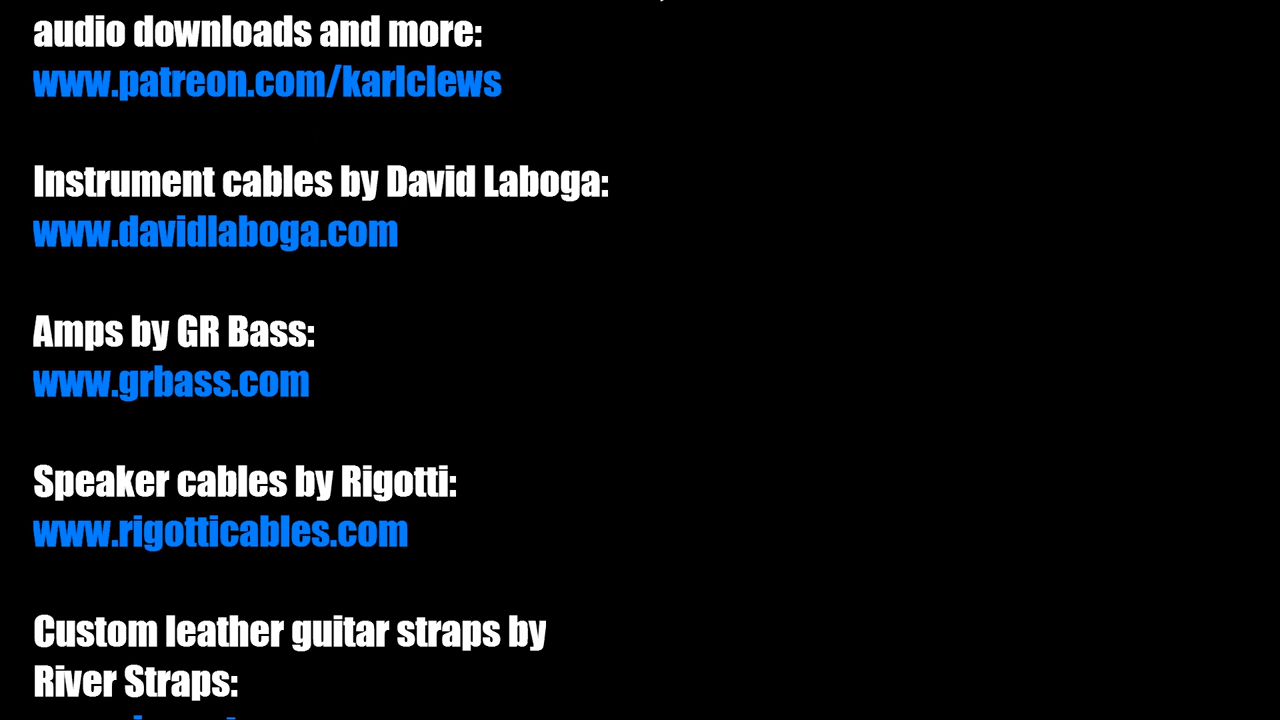 audio downloads and more:
www.patreon.com/karlclews
Instrument cables by David Laboga:
www.davidlaboga.com
Amps by GR Bass:
www.grbass.com
Speaker cables by Rigotti:
www.rigotticables.com
Custom leather guitar straps by
River Straps: